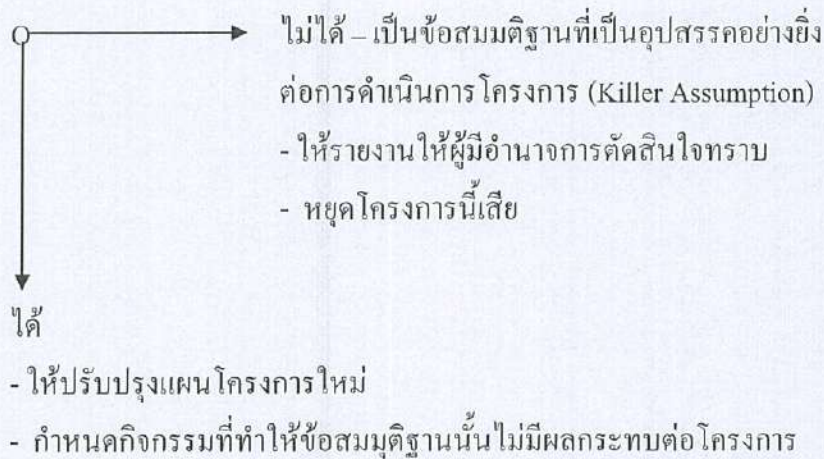 ไม่ได้ – เป็นข้อสมมติฐานที่เป็นอุปสรรคอย่างยิ่ง
ต่อการดำเนินการโครงการ (Killer Assumption)
- ให้รายงานให้ผู้มีอำนาจการตัดสินใจทราบ
- หยุดโครงการนี้เสีย
ได้
- ให้ปรับปรุงแผนโครงการใหม่
- กำหนดกิจกรรมที่ทำให้ข้อสมมุติฐานนั้นไม่มีผลกระทบต่อโครงการ